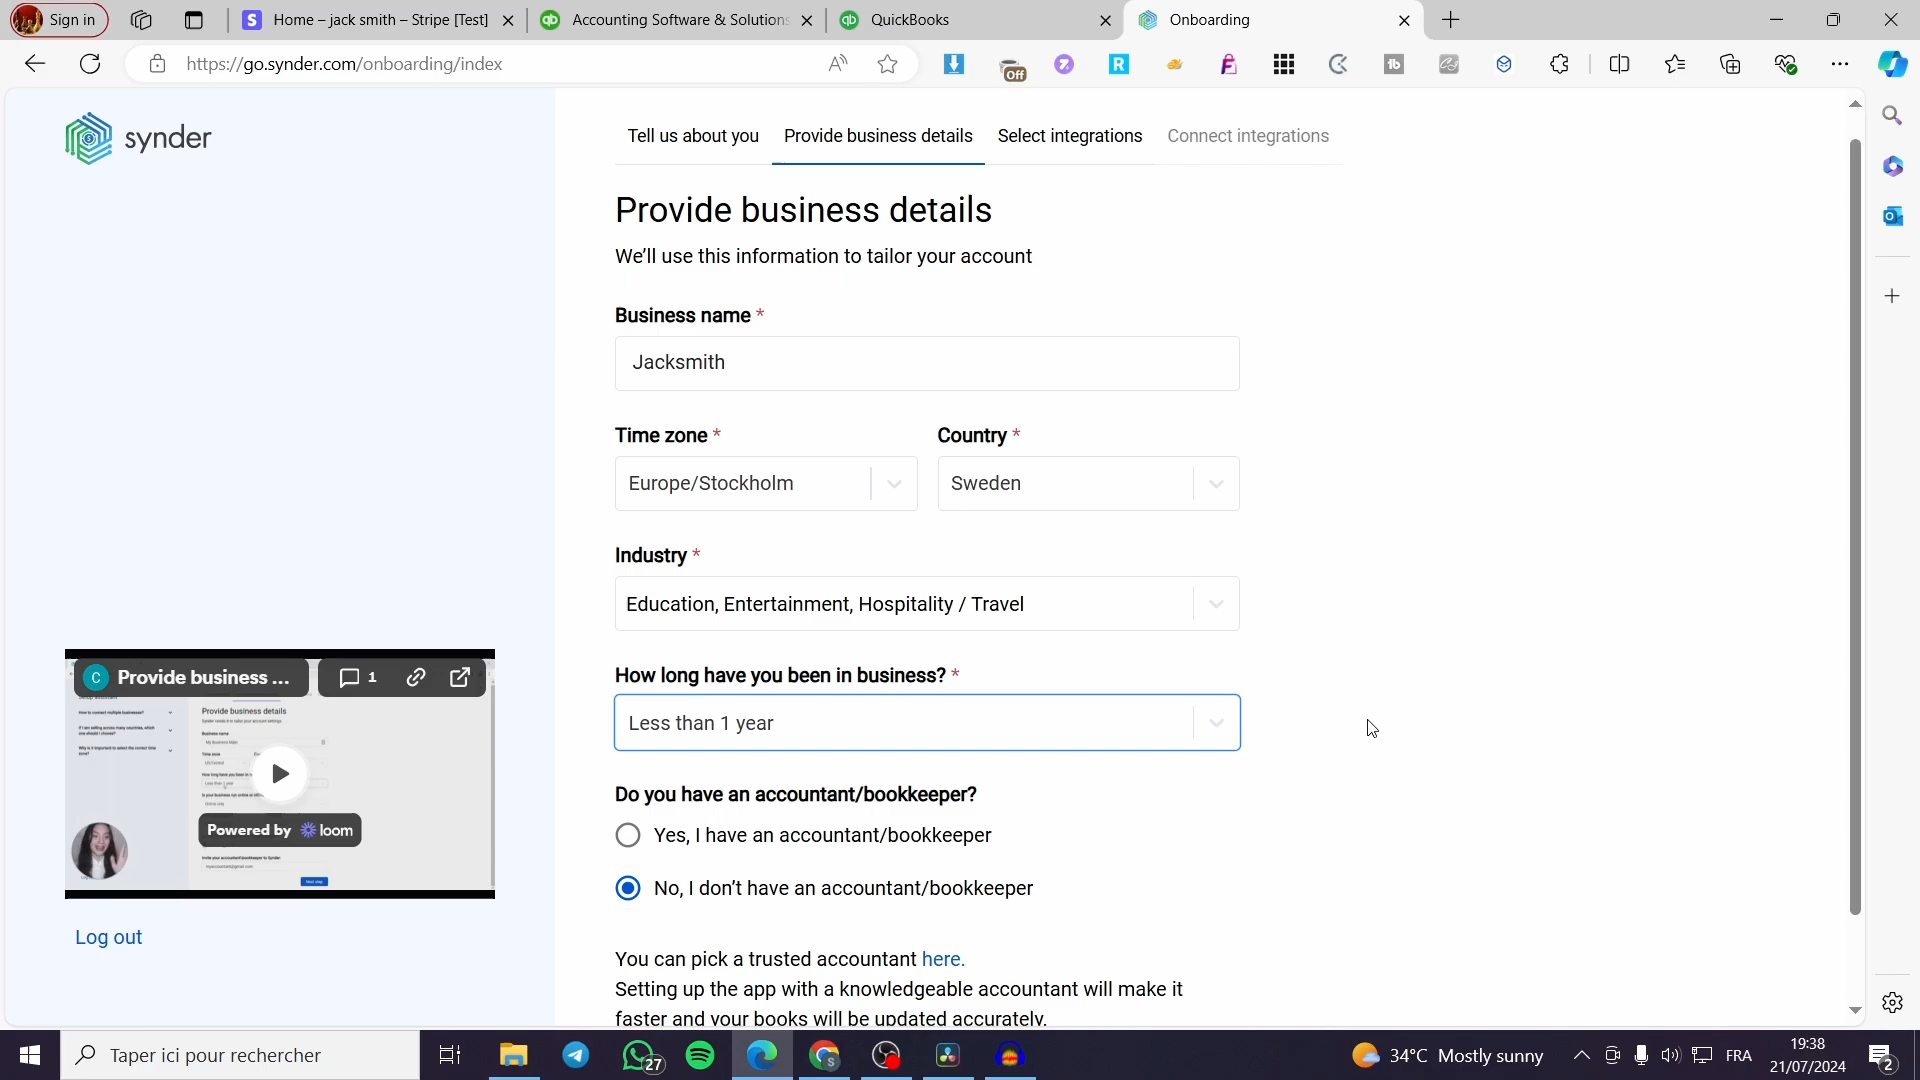 Sign in
Home – jack smith – Stripe [Test]
Accounting Software & Solutions
QuickBooks
Onboarding
https://go.synder.com/onboarding/index
Off
synder
Tell us about you
Provide business details
Select integrations
Connect integrations
Provide business details
We'll use this information to tailor your account
Business name *
Jacksmith
Time zone *
Country *
Europe/Stockholm
Sweden
Industry *
Education, Entertainment, Hospitality / Travel
How long have you been in business? *
Less than 1 year
Do you have an accountant/bookkeeper?
Yes, I have an accountant/bookkeeper
No, I don't have an accountant/bookkeeper
You can pick a trusted accountant here.
Setting up the app with a knowledgeable accountant will make it
faster and your books will be updated accurately.
C Provide business ...
1
Provide business details
Powered by loom
Log out
Taper ici pour rechercher
27
34°C Mostly sunny
FRA
19:38
21/07/2024
2